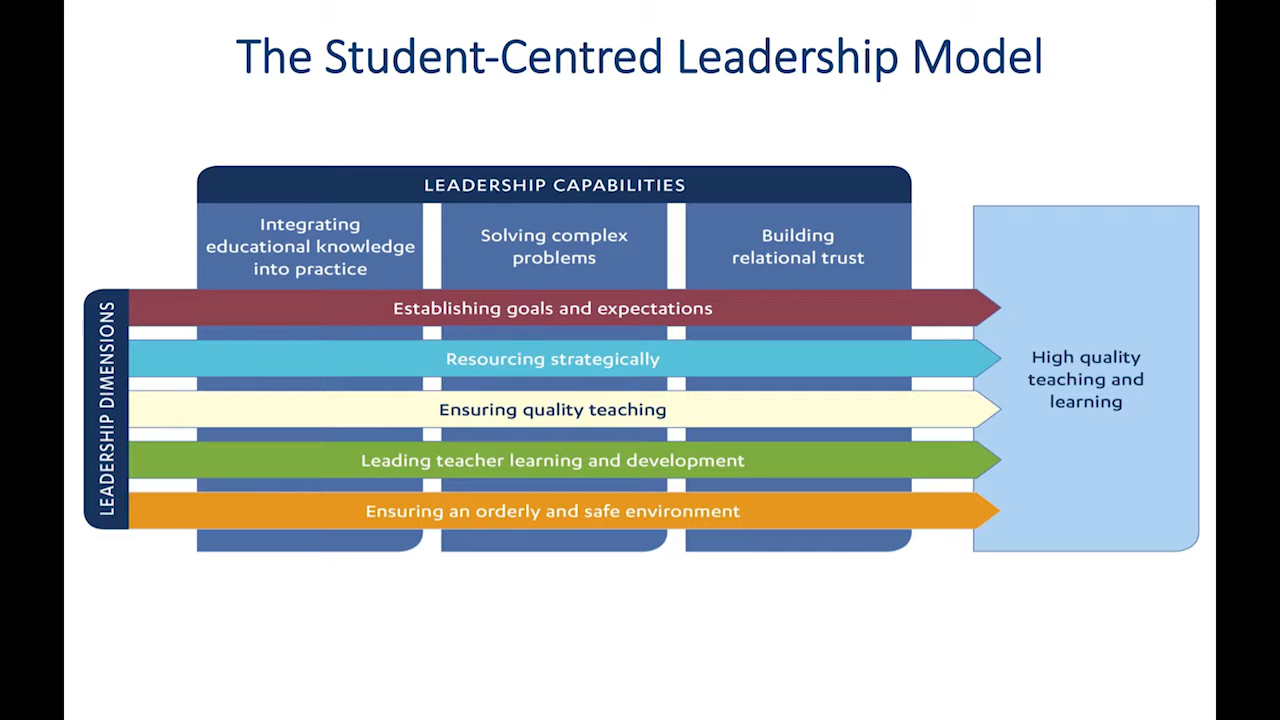 The Student-Centred Leadership Model
LEADERSHIP CAPABILITIES
Integrating
educational knowledge
into practice
Solving complex
problems
Building
relational trust
LEADERSHIP DIMENSIONS
Establishing goals and expectations
Resourcing strategically
Ensuring quality teaching
Leading teacher learning and development
Ensuring an orderly and safe environment
High quality
teaching and
learning